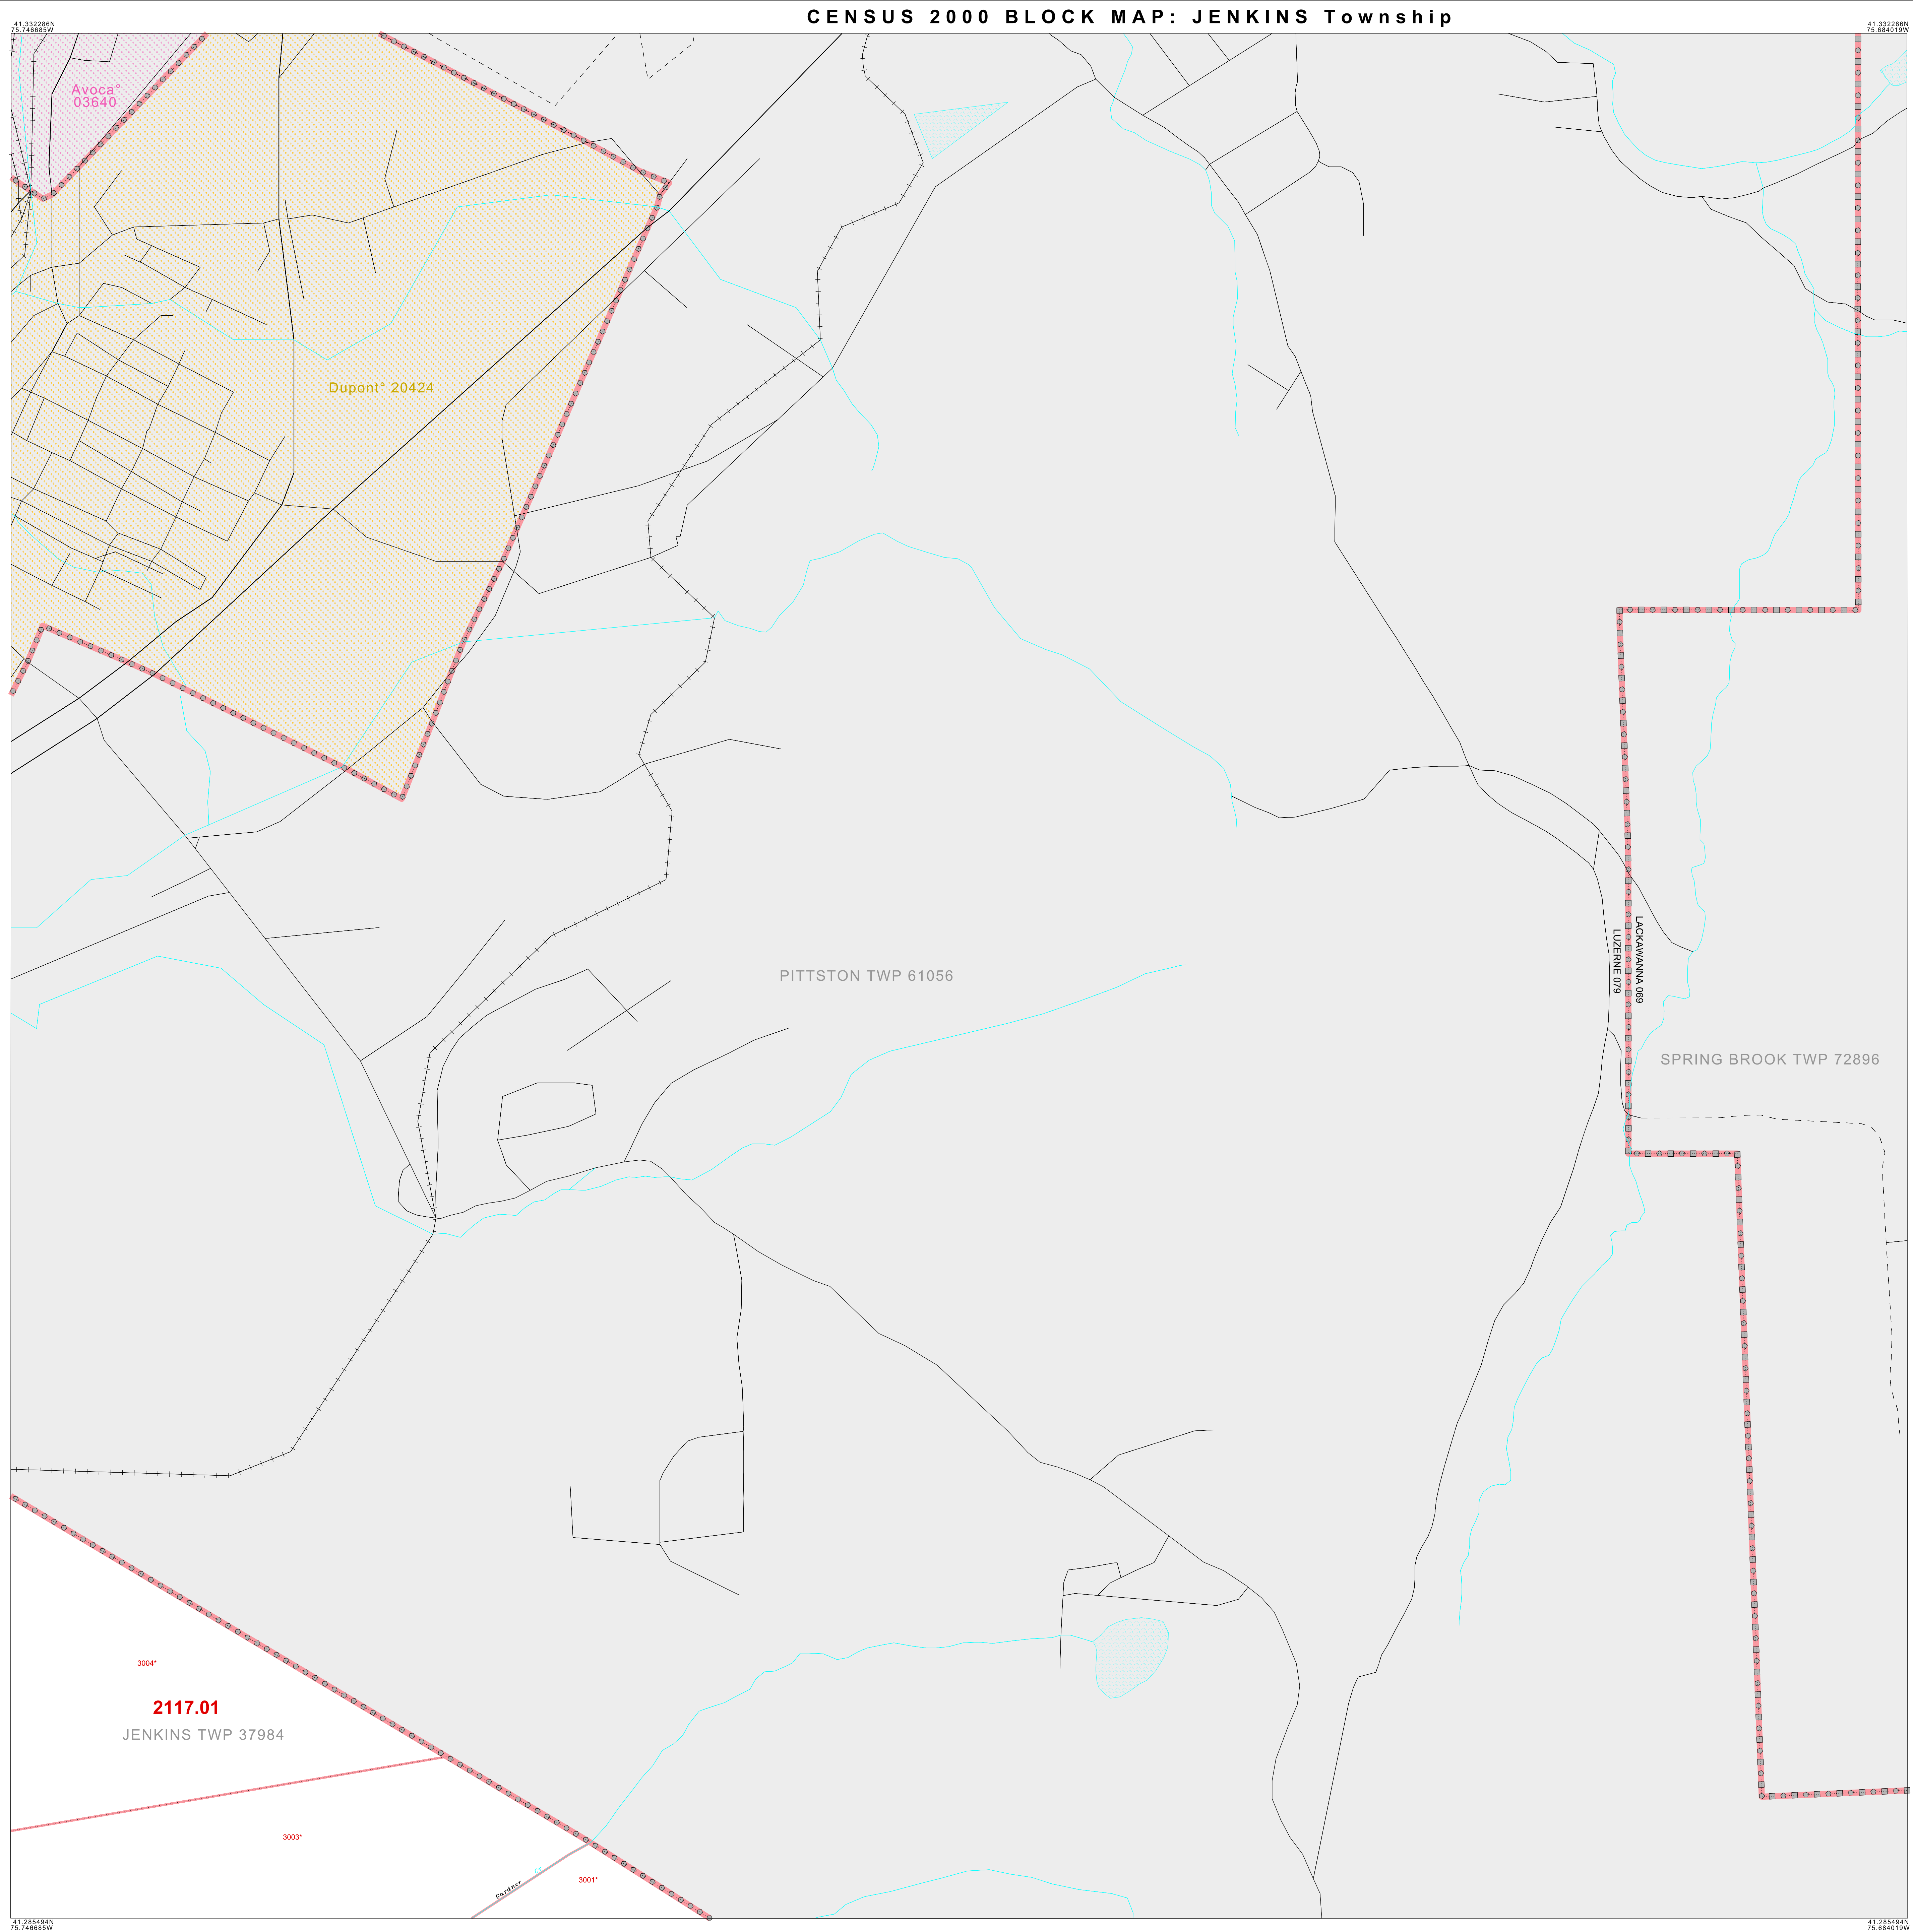 CENSUS 2000 BLOCK MAP: JENKINS Township
41.332286N
75.746685W
41.332286N
75.684019W
Avoca°
03640
Dupont° 20424
PITTSTON TWP 61056
LACKAWANNA 069
LUZERNE 079
SPRING BROOK TWP 72896
3004*
2117.01
JENKINS TWP 37984
3003*
3001*
Gardner
Ck
41.285494N
75.746685W
41.285494N
75.684019W